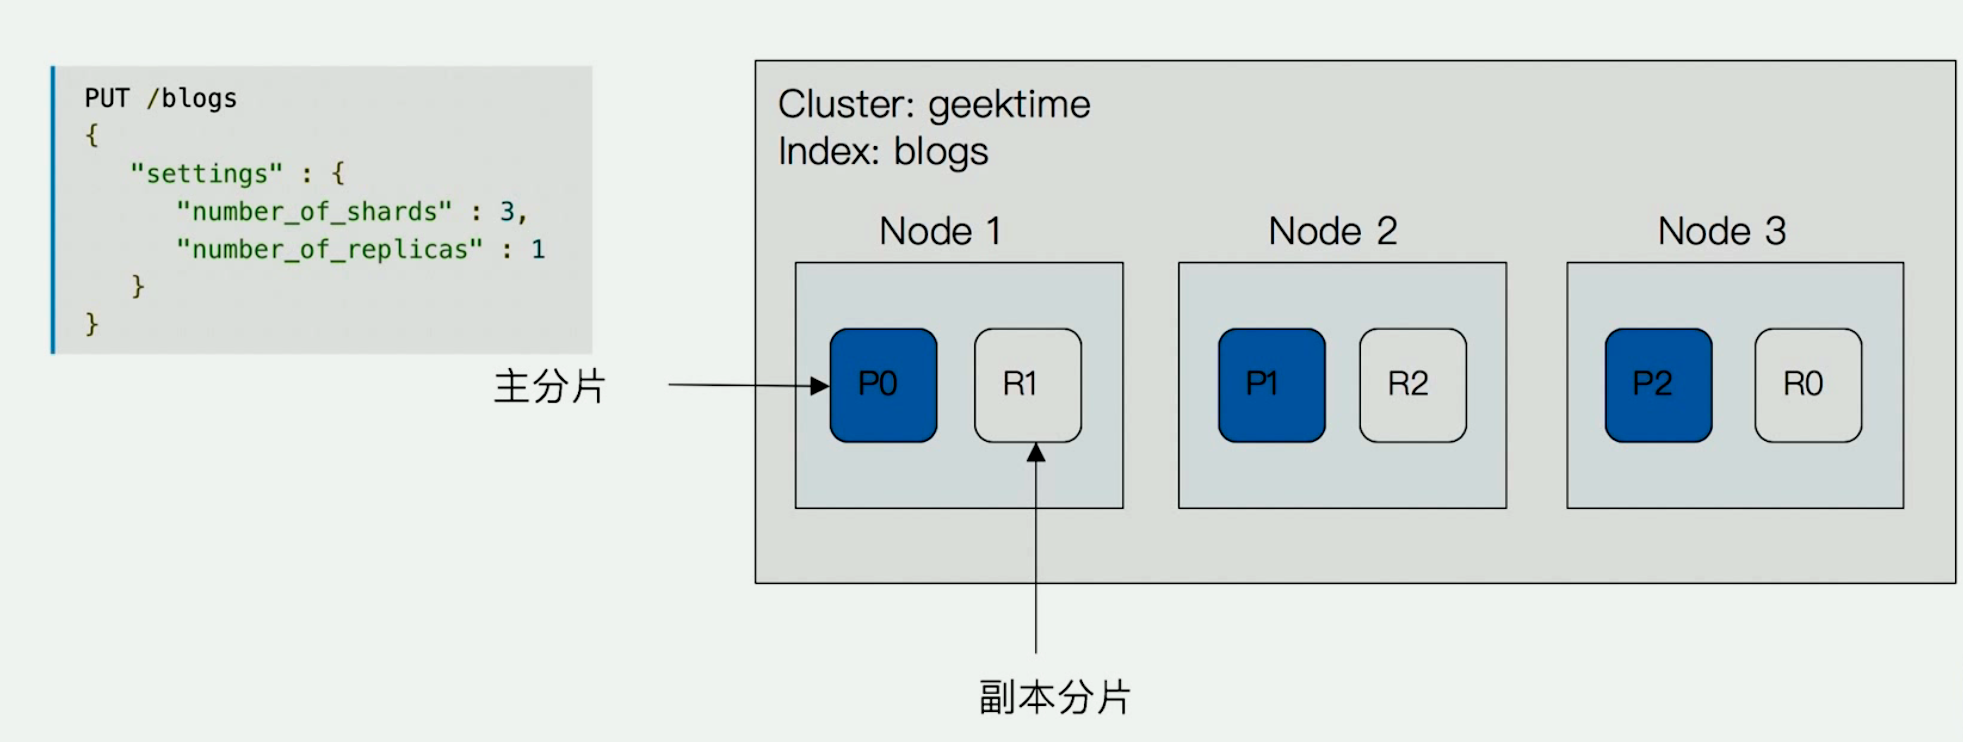 PUT /blogs
{
"settings" : {
"number_of_shards" : 3,
"number_of_replicas" : 1
}
}
主分片
Cluster: geektime
Index: blogs
Node 1
Node 2
Node 3
P0
R1
P1
R2
P2
R0
副本分片